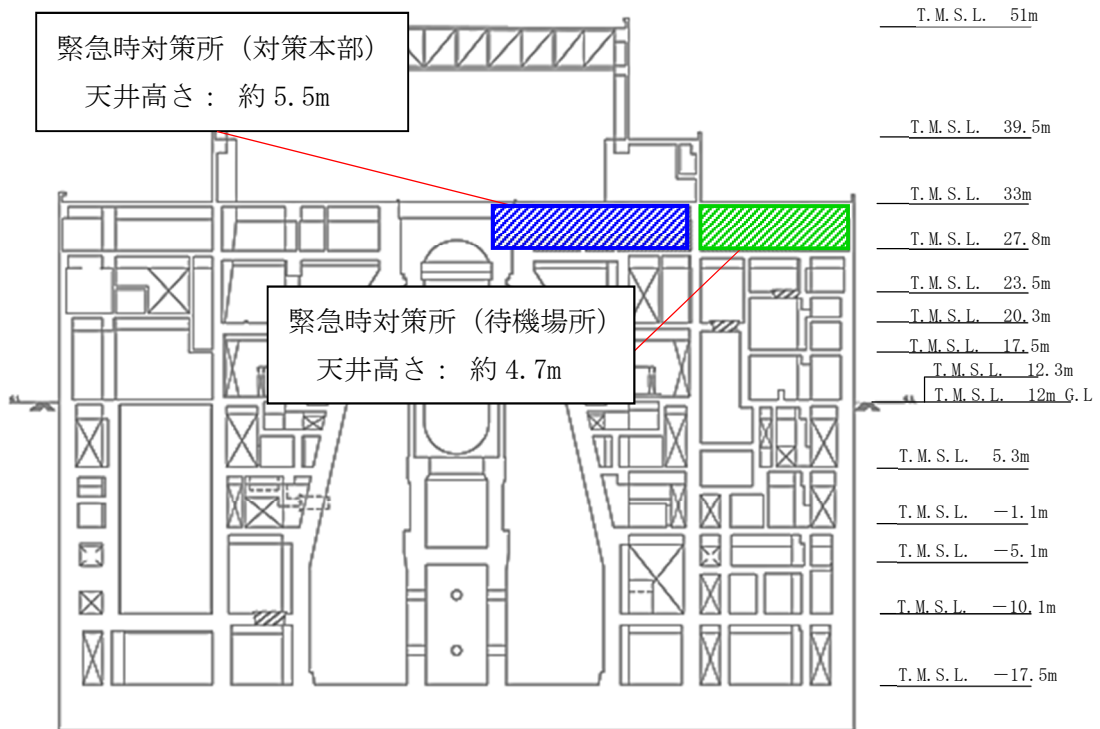 緊急時対策所（対策本部）
天井高さ： 約 5.5m
緊急時対策所（待機場所）
天井高さ： 約 4.7m
T.M.S.L. 51m
T.M.S.L. 39.5m
T.M.S.L. 33m
T.M.S.L. 27.8m
T.M.S.L. 23.5m
T.M.S.L. 20.3m
T.M.S.L. 17.5m
T.M.S.L. 12.3m
T.M.S.L. 12m G.L
T.M.S.L. 5.3m
T.M.S.L. －1.1m
T.M.S.L. －5.1m
T.M.S.L. －10.1m
T.M.S.L. －17.5m